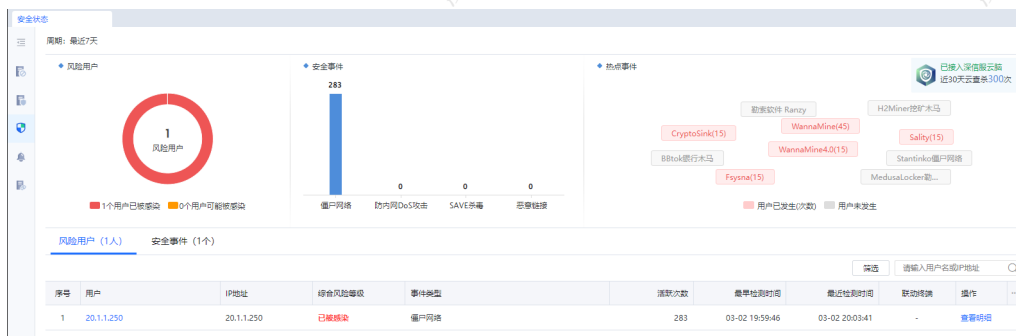 安全状态
周期：最近7天
风险用户
安全事件
热点事件
已接入深信服云脑
近30天云查杀300次
283
0
0
0
僵尸网络
防内网DoS攻击
SAVE杀毒
恶意链接
1
风险用户
1个用户已被感染
0个用户可能被感染
勒索软件 Ranzy
H2Miner挖矿木马
CryptoSink(15)
WannaMine(45)
Sality(15)
BBtok银行木马
WannaMine4.0(15)
Stantinko僵尸网络
Fsysna(15)
MedusaLocker勒...
用户已发生(次数)
用户未发生
风险用户（1人）
安全事件（1个）
筛选
请输入用户名或IP地址
序号 用户 IP地址 综合风险等级 事件类型 活跃次数 最早检测时间 最近检测时间 联动终端 操作
1 20.1.1.250 20.1.1.250 已被感染 僵尸网络 283 03-02 19:59:46 03-02 20:03:41 - 查看明细